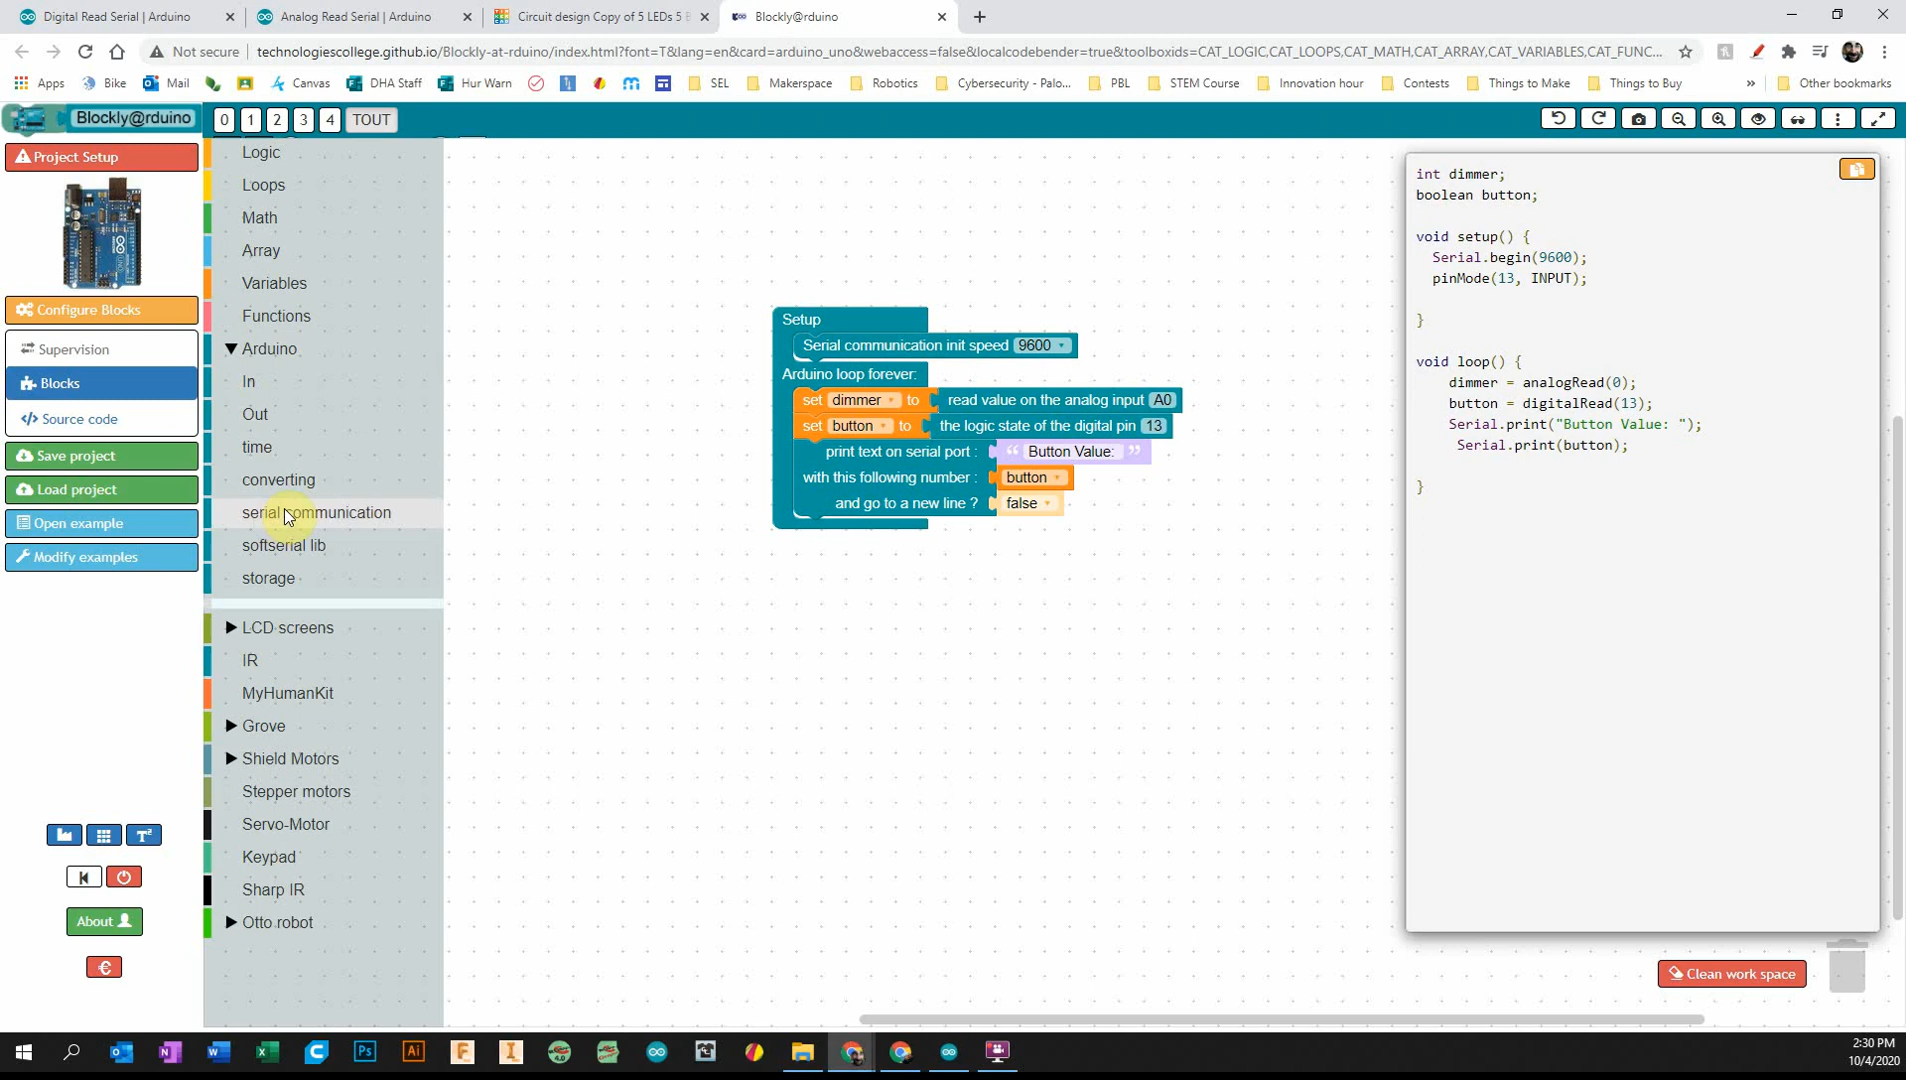 Digital Read Serial | Arduino
Analog Read Serial | Arduino
Circuit design Copy of 5 LEDs 5 B
Blockly@rduino
Not secure
technologiescollege.github.io/Blockly-at-rduino/index.html?font=T&lang=en&card=arduino_uno&webaccess=false&localcodebender=true&toolboxids=CAT_LOGIC,CAT_LOOPS,CAT_MATH,CAT_ARRAY,CAT_VARIABLES,CAT_FUNC...
Apps
Bike
Mail
Canvas
DHA Staff
Hur Warn
SEL
Makerspace
Robotics
Cybersecurity - Palo...
PBL
STEM Course
Innovation hour
Contests
Things to Make
Things to Buy
»
Other bookmarks
Blockly@rduino
0
1
2
3
4
TOUT
Project Setup
Configure Blocks
Supervision
Blocks
Source code
Save project
Load project
Open example
Modify examples
About
€
Logic
Loops
Math
Array
Variables
Functions
Arduino
In
Out
time
converting
serial communication
softserial lib
storage
LCD screens
IR
MyHumanKit
Grove
Shield Motors
Stepper motors
Servo-Motor
Keypad
Sharp IR
Otto robot
Setup
Serial communication init speed 9600
Arduino loop forever:
set dimmer to read value on the analog input A0
set button to the logic state of the digital pin 13
print text on serial port : “ Button Value: ”
with this following number : button
and go to a new line ? false
int dimmer;
boolean button;
void setup() {
Serial.begin(9600);
pinMode(13, INPUT);
}
void loop() {
dimmer = analogRead(0);
button = digitalRead(13);
Serial.print("Button Value: ");
Serial.print(button);
}
Clean work space
2:30 PM
10/4/2020